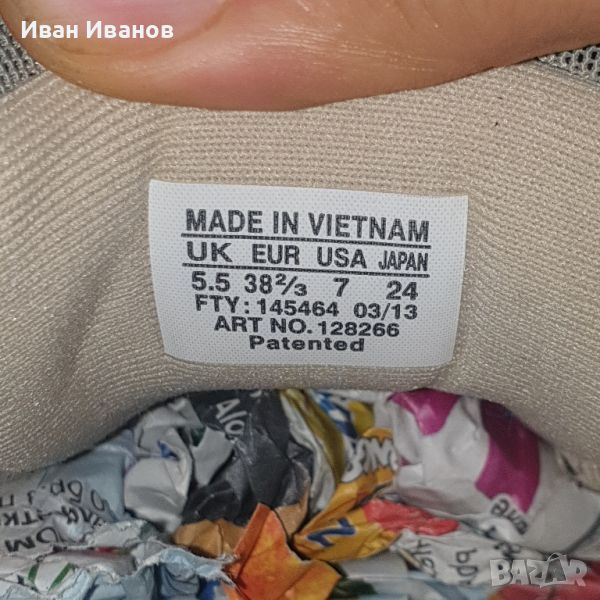 Иван Иванов
MADE IN VIETNAM
UK EUR USA JAPAN
5.5 38⅔ 7 24
FTY: 145464 03/13
ART NO. 128266
Patented
BAZAR